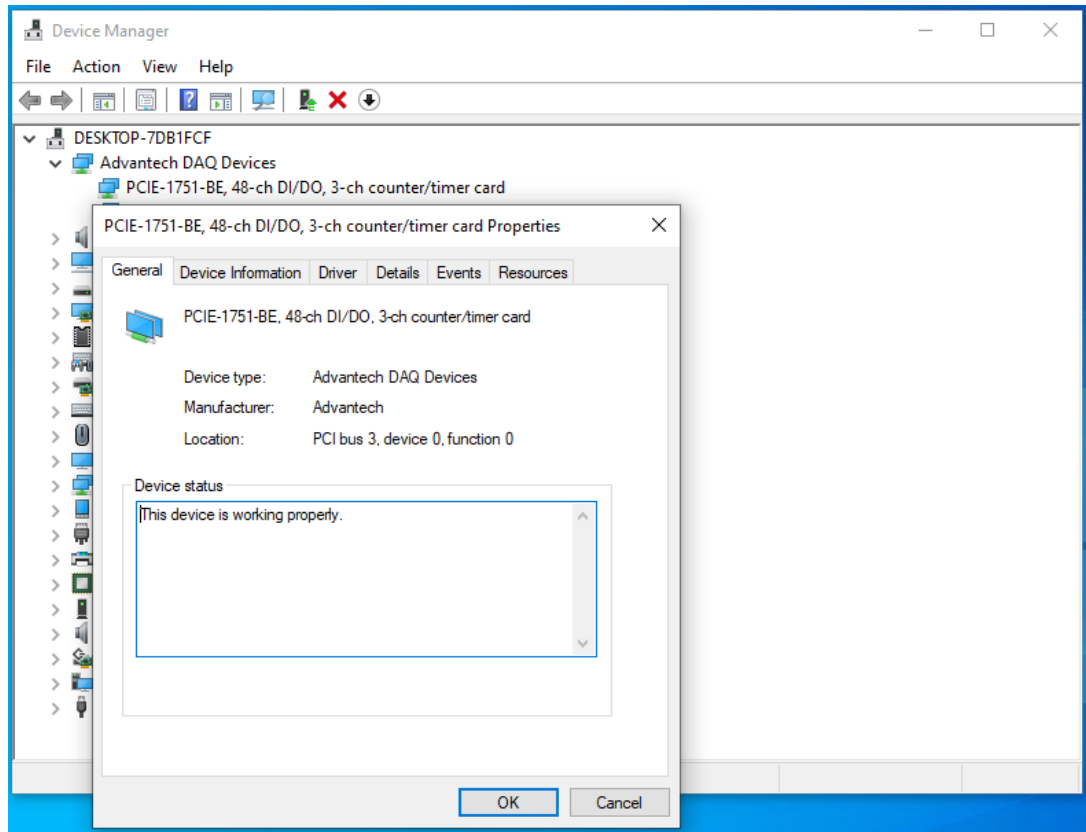 Device Manager
File Action View Help
DESKTOP-7DB1FCF
Advantech DAQ Devices
PCIE-1751-BE, 48-ch DI/DO, 3-ch counter/timer card
PCIE-1751-BE, 48-ch DI/DO, 3-ch counter/timer card Properties
General Device Information Driver Details Events Resources
PCIE-1751-BE, 48-ch DI/DO, 3-ch counter/timer card
Device type: Advantech DAQ Devices
Manufacturer: Advantech
Location: PCI bus 3, device 0, function 0
Device status
This device is working properly.
OK Cancel